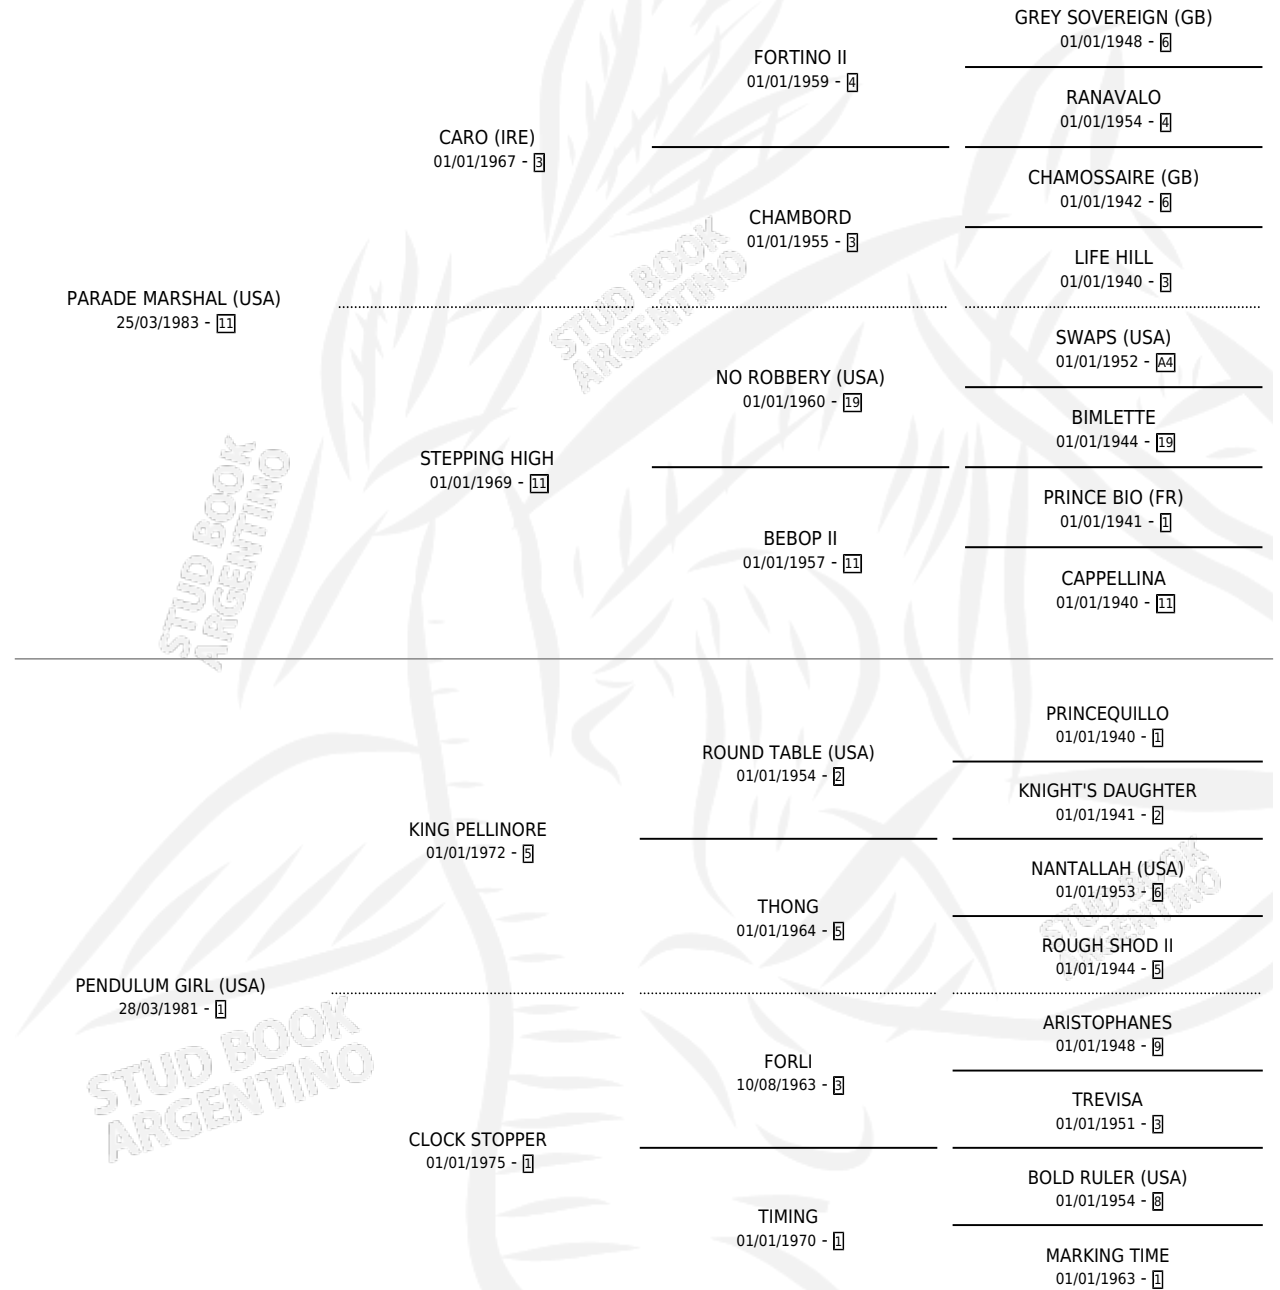 GREY SOVEREIGN (GB)
01/01/1948 - 6
FORTINO II
01/01/1959 - 4
RANAVALO
01/01/1954 - 4
CARO (IRE)
01/01/1967 - 3
CHAMOSSAIRE (GB)
01/01/1942 - 6
CHAMBORD
01/01/1955 - 3
LIFE HILL
01/01/1940 - 3
PARADE MARSHAL (USA)
25/03/1983 - 11
STUD BOOK
ARGENTINO
SWAPS (USA)
01/01/1952 - A4
NO ROBBERY (USA)
01/01/1960 - 19
BIMLETTE
01/01/1944 - 19
STEPPING HIGH
01/01/1969 - 11
PRINCE BIO (FR)
01/01/1941 - 1
BEBOP II
01/01/1957 - 11
CAPPELLINA
01/01/1940 - 11
STUD BOOK
ARGENTINO
PRINCEQUILLO
01/01/1940 - 1
ROUND TABLE (USA)
01/01/1954 - 2
KNIGHT'S DAUGHTER
01/01/1941 - 2
KING PELLINORE
01/01/1972 - 5
NANTALLAH (USA)
01/01/1953 - 6
THONG
01/01/1964 - 5
ROUGH SHOD II
01/01/1944 - 5
STUD BOOK
ARGENTINO
PENDULUM GIRL (USA)
28/03/1981 - 1
STUD BOOK
ARGENTINO
ARISTOPHANES
01/01/1948 - 9
FORLI
10/08/1963 - 3
TREVISA
01/01/1951 - 3
CLOCK STOPPER
01/01/1975 - 1
BOLD RULER (USA)
01/01/1954 - 8
TIMING
01/01/1970 - 1
MARKING TIME
01/01/1963 - 1